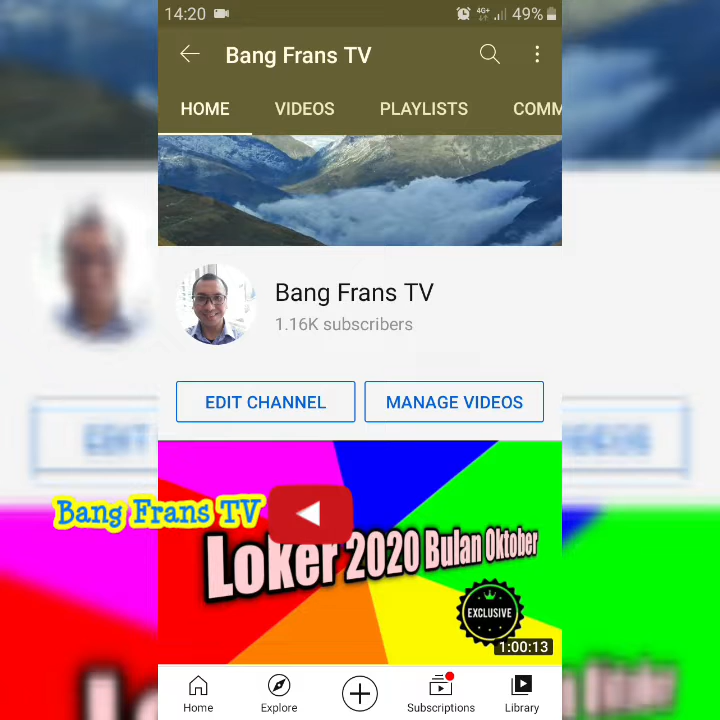 14:20
4G+ 49%
Bang Frans TV
HOME VIDEOS PLAYLISTS COMM
Bang Frans TV
1.16K subscribers
EDIT CHANNEL MANAGE VIDEOS
Bang Frans TV
Loker 2020 Bulan Oktober
EXCLUSIVE
1:00:13
Home Explore Subscriptions Library